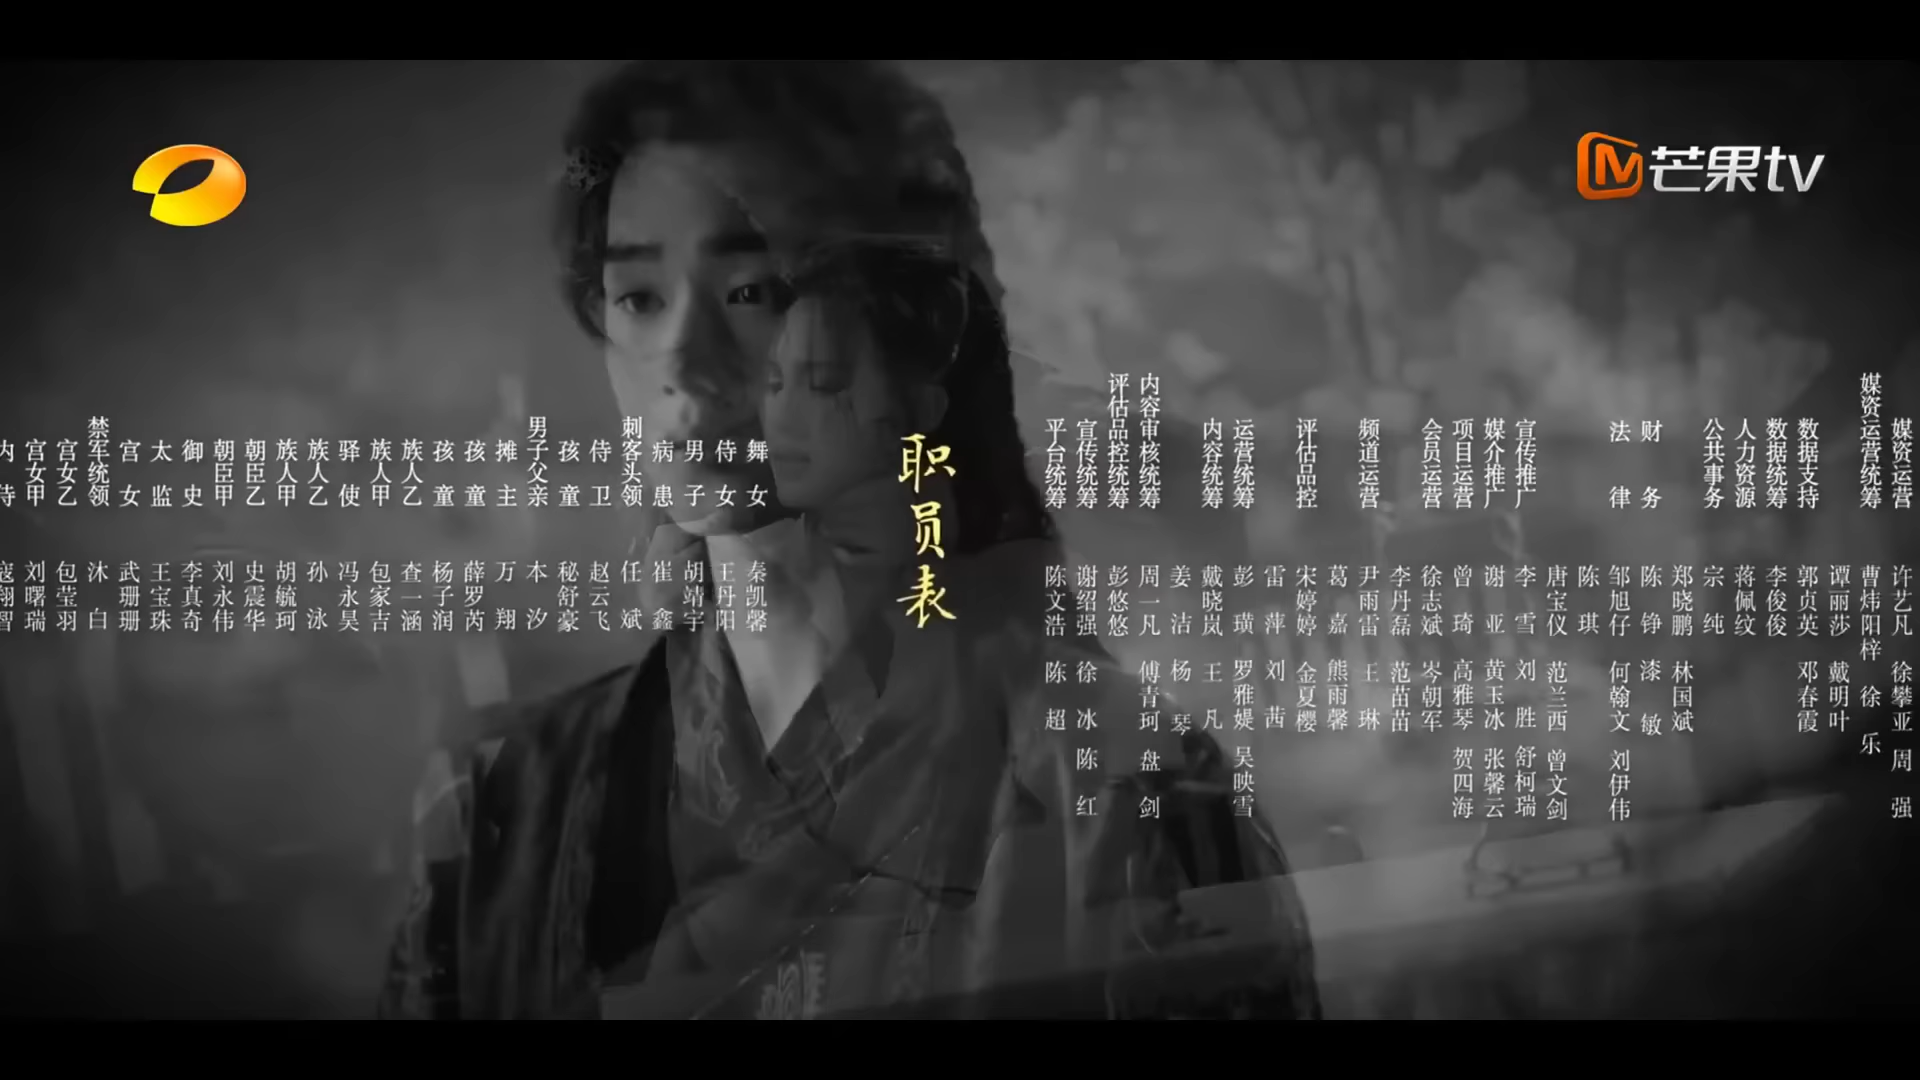 芒果tv
内侍
寇翔智
宫女甲
刘曙瑞
宫女乙
包莹羽
禁军统领
沐白
宫女
武珊珊
太监
王宝珠
御史
李真奇
朝臣甲
刘永伟
朝臣乙
史震华
族人甲
胡毓珂
族人乙
孙泳
驿使
冯永昊
族人甲
包家吉
族人乙
查一涵
孩童
杨子润
孩童
薛罗芮
摊主
万翔
男子父亲
本汐
孩童
秘舒豪
侍卫
赵云飞
刺客头领
任斌
病患
崔鑫
男子
胡靖宇
侍女
王丹阳
舞女
秦凯馨
职员表
平台统筹
陈文浩 陈超
宣传统筹
谢绍强 徐冰 陈红
评估品控统筹
彭悠悠
内容审核统筹
周一凡 傅青珂 盘剑
姜洁 杨琴
内容统筹
戴晓岚 王凡
运营统筹
彭璜 罗雅媞 吴映雪
雷萍 刘茜
评估品控
宋婷婷 金夏樱
葛嘉 熊雨馨
频道运营
尹雨雷 王琳
李丹磊 范苗苗
会员运营
徐志斌 岑朝军
项目运营
曾琦 高雅琴 贺四海
媒介推广
谢亚 黄玉冰 张馨云
宣传推广
李雪 刘胜 舒柯瑞
唐宝仪 范兰西 曾文剑
陈琪
法律
邹旭仔 何翰文 刘伊伟
财务
陈铮 漆敏
郑晓鹏 林国斌
公共事务
宗纯
人力资源
蒋佩纹
数据统筹
李俊俊
数据支持
郭贞英 邓春霞
谭丽莎 戴明叶
媒资运营统筹
曹炜阳梓 徐乐
媒资运营
许艺凡 徐攀亚 周强